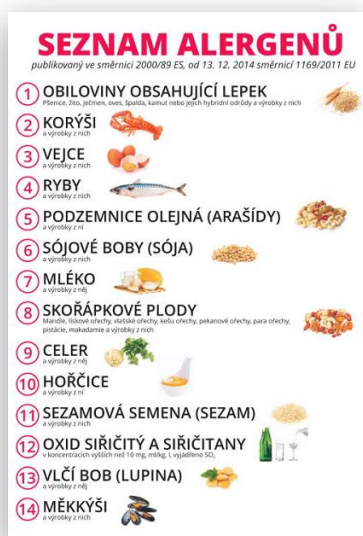 SEZNAM ALERGENŮ
publikovaný ve směrnici 2000/89 ES, od 13. 12. 2014 směrnicí 1169/2011 EU
1 OBILOVINY OBSAHUJÍCÍ LEPEK
Pšenice, žito, ječmen, oves, špalda, kamut nebo jejich hybridní odrůdy a výrobky z nich
2 KORÝŠI
a výrobky z nich
3 VEJCE
a výrobky z nich
4 RYBY
a výrobky z nich
5 PODZEMNICE OLEJNÁ (ARAŠÍDY)
a výrobky z ní
6 SÓJOVÉ BOBY (SÓJA)
a výrobky z nich
7 MLÉKO
a výrobky z něj
8 SKOŘÁPKOVÉ PLODY
Mandle, lískové ořechy, vlašské ořechy, kešu ořechy, pekanové ořechy, para ořechy,
pistácie, makadamie a výrobky z nich
9 CELER
a výrobky z něj
10 HOŘČICE
a výrobky z ní
11 SEZAMOVÁ SEMENA (SEZAM)
a výrobky z nich
12 OXID SIŘIČITÝ A SIŘIČITANY
v koncentracích vyšších než 10 mg, ml/kg, l, vyjádřeno SO₂
13 VLČÍ BOB (LUPINA)
a výrobky z něj
14 MĚKKÝŠI
a výrobky z nich